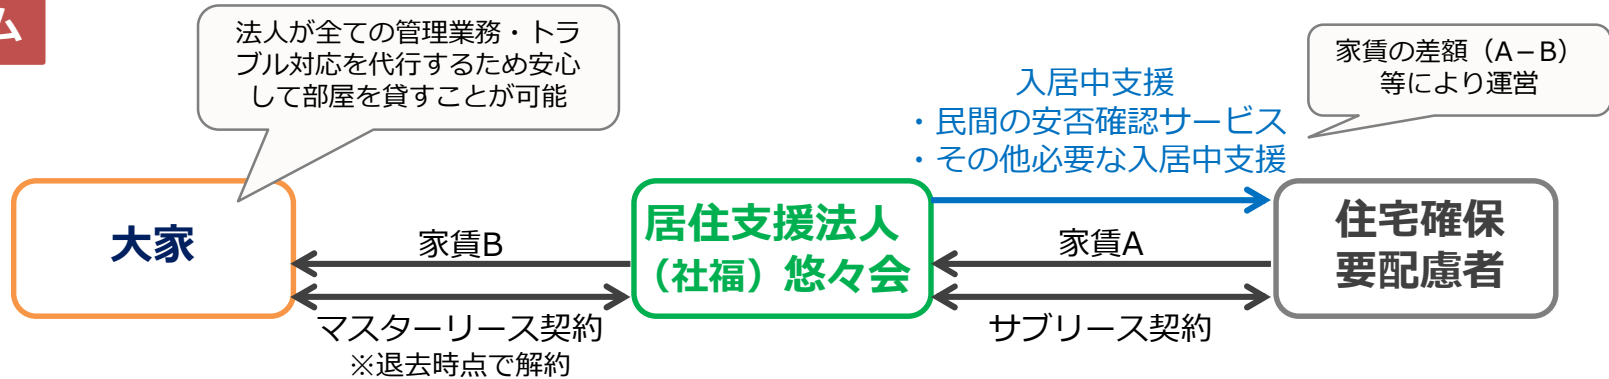 ム
法人が全ての管理業務・トラ
ブル対応を代行するため安心
して部屋を貸すことが可能
家賃の差額（A－B）
等により運営
入居中支援
・民間の安否確認サービス
・その他必要な入居中支援
大家
家賃B
居住支援法人
（社福）悠々会
家賃A
住宅確保
要配慮者
マスターリース契約
※退去時点で解約
サブリース契約